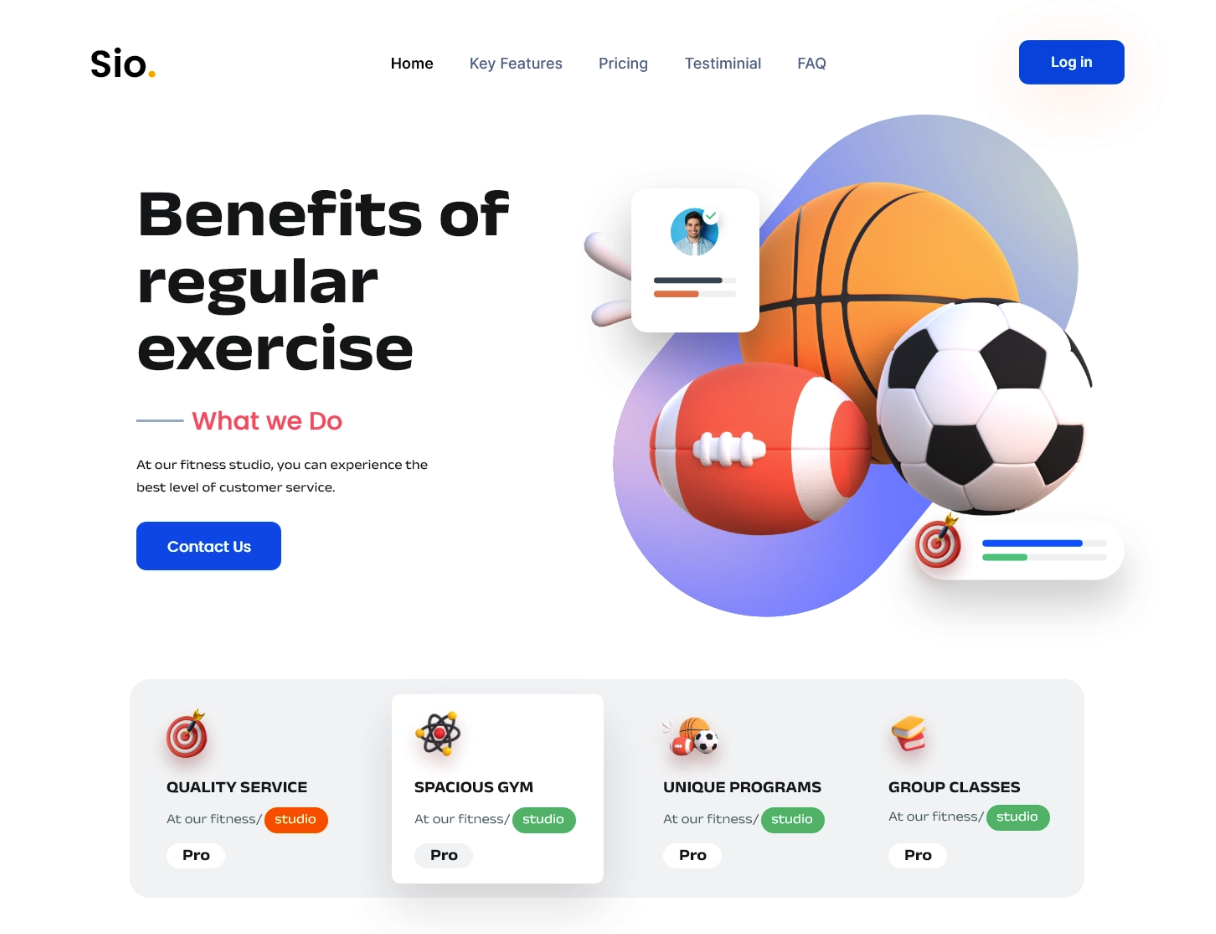 Sio.
Home Key Features Pricing Testiminial FAQ
Log in
Benefits of
regular
exercise
What we Do
At our fitness studio, you can experience the
best level of customer service.
Contact Us
QUALITY SERVICE
At our fitness/ studio
Pro
SPACIOUS GYM
At our fitness/ studio
Pro
UNIQUE PROGRAMS
At our fitness/ studio
Pro
GROUP CLASSES
At our fitness/ studio
Pro